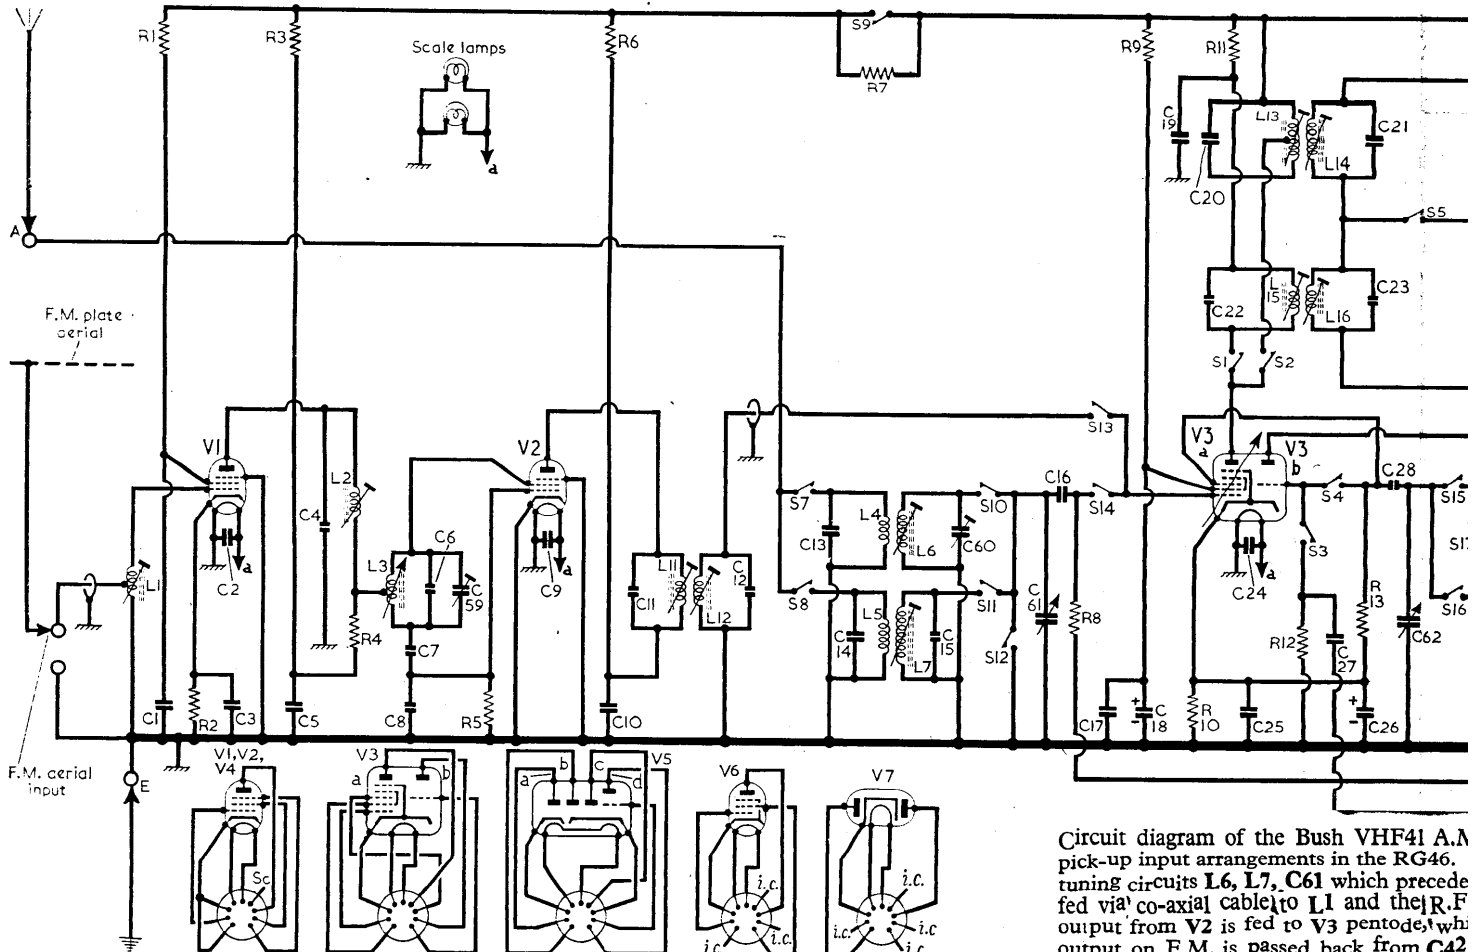 R1
R3
Scale lamps
a
R6
S9
R7
R9
R11
C 19
C20
L13
L14
C21
S5
A
F.M. plate aerial
C22
L 15
L16
C23
S1
S2
V1
C2
a
L1
L2
C4
L3
C6
C 59
R4
C7
V2
C9
a
C11
L11
L12
C 12
S13
S7
C13
L4
L6
C60
S10
C16
S14
S8
C 14
L5
L7
C 15
S11
S12
C 61
R8
V3 a
V3 b
C24
a
S4
S3
C28
S15
S17
S16
R 13
C62
R12
C 27
C1
R2
C3
C5
C8
R5
C10
C17
+ C 18 -
R 10
C25
+ C26 -
F.M. aerial input
E
V1, V2, V4
Sc
V3
a
b
V5
a
b
c
d
V6
i.c.
i.c.
i.c.
V7
i.c.
i.c.
i.c.
Circuit diagram of the Bush VHF41 A.M
pick-up input arrangements in the RG46.
tuning circuits L6, L7, C61 which precede
fed via co-axial cable to L1 and the R.F
output from V2 is fed to V3 pentode, whi
output on F.M. is passed back from C42